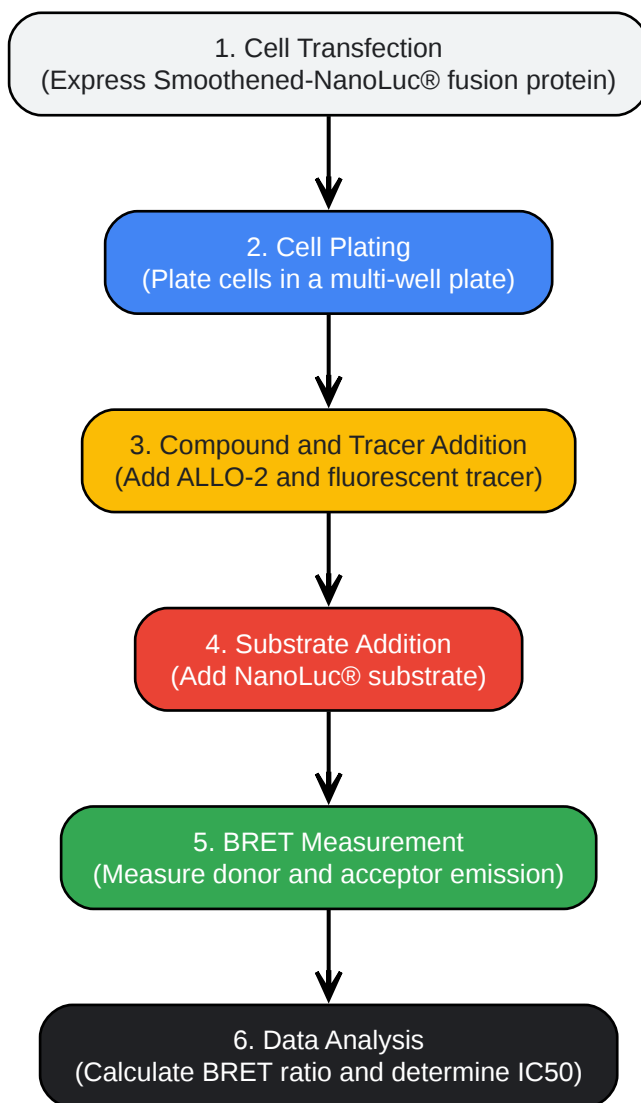 1. Cell Transfection
(Express Smoothened-NanoLuc® fusion protein)
2. Cell Plating
(Plate cells in a multi-well plate)
3. Compound and Tracer Addition
(Add ALLO-2 and fluorescent tracer)
4. Substrate Addition
(Add NanoLuc® substrate)
5. BRET Measurement
(Measure donor and acceptor emission)
6. Data Analysis
(Calculate BRET ratio and determine IC50)